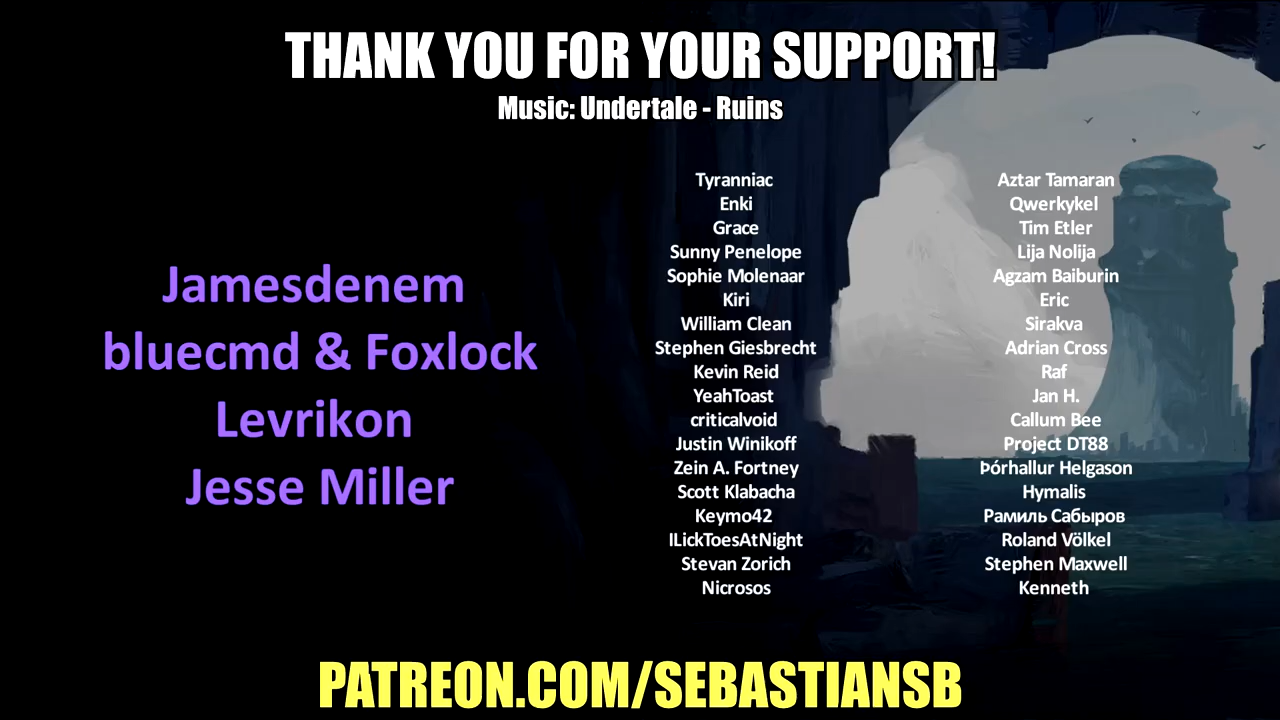 THANK YOU FOR YOUR SUPPORT!
Music: Undertale - Ruins
Jamesdenem
bluecmd & Foxlock
Levrikon
Jesse Miller
Tyranniac
Enki
Grace
Sunny Penelope
Sophie Molenaar
Kiri
William Clean
Stephen Giesbrecht
Kevin Reid
YeahToast
criticalvoid
Justin Winikoff
Zein A. Fortney
Scott Klabacha
Keymo42
ILickToesAtNight
Stevan Zorich
Nicrosos
Aztar Tamaran
Qwerkykel
Tim Etler
Lija Nolija
Agzam Baiburin
Eric
Sirakva
Adrian Cross
Raf
Jan H.
Callum Bee
Project DT88
Þórhallur Helgason
Hymalis
Рамиль Сабыров
Roland Völkel
Stephen Maxwell
Kenneth
PATREON.COM/SEBASTIANSB